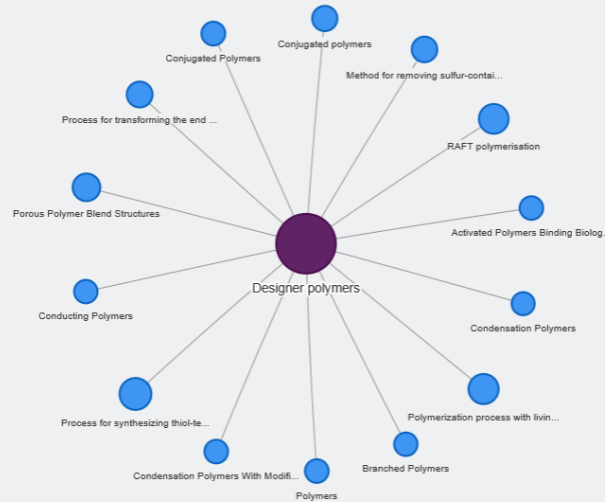 Conjugated polymers
Conjugated Polymers
Method for removing sulfur-contai...
Process for transforming the end ...
RAFT polymerisation
Porous Polymer Blend Structures
Activated Polymers Binding Biolog.
Designer polymers
Conducting Polymers
Condensation Polymers
Process for synthesizing thiol-te...
Polymerization process with livin...
Branched Polymers
Condensation Polymers With Modifi...
Polymers